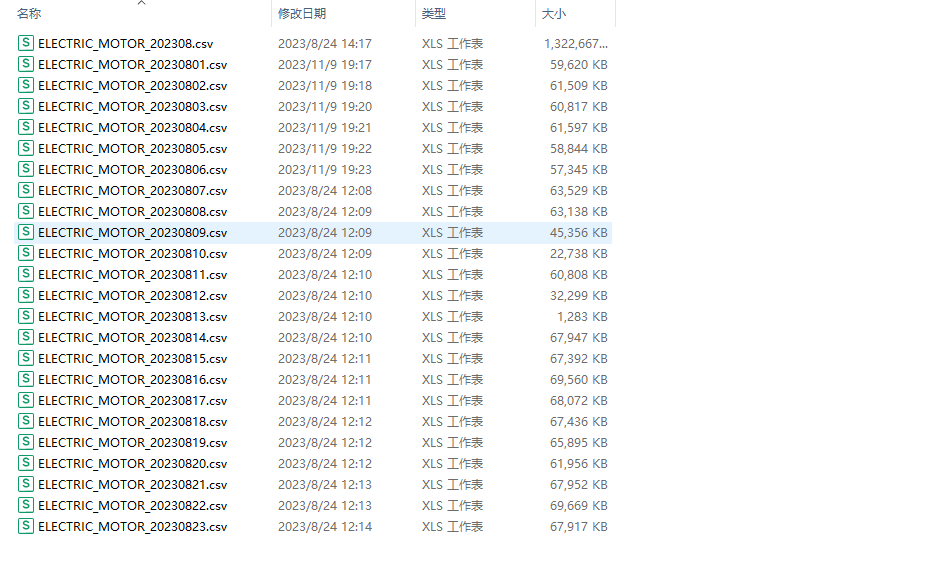 名称 修改日期 类型 大小
ELECTRIC_MOTOR_202308.csv 2023/8/24 14:17 XLS 工作表 1,322,667...
ELECTRIC_MOTOR_20230801.csv 2023/11/9 19:17 XLS 工作表 59,620 KB
ELECTRIC_MOTOR_20230802.csv 2023/11/9 19:18 XLS 工作表 61,509 KB
ELECTRIC_MOTOR_20230803.csv 2023/11/9 19:20 XLS 工作表 60,817 KB
ELECTRIC_MOTOR_20230804.csv 2023/11/9 19:21 XLS 工作表 61,597 KB
ELECTRIC_MOTOR_20230805.csv 2023/11/9 19:22 XLS 工作表 58,844 KB
ELECTRIC_MOTOR_20230806.csv 2023/11/9 19:23 XLS 工作表 57,345 KB
ELECTRIC_MOTOR_20230807.csv 2023/8/24 12:08 XLS 工作表 63,529 KB
ELECTRIC_MOTOR_20230808.csv 2023/8/24 12:09 XLS 工作表 63,138 KB
ELECTRIC_MOTOR_20230809.csv 2023/8/24 12:09 XLS 工作表 45,356 KB
ELECTRIC_MOTOR_20230810.csv 2023/8/24 12:09 XLS 工作表 22,738 KB
ELECTRIC_MOTOR_20230811.csv 2023/8/24 12:10 XLS 工作表 60,808 KB
ELECTRIC_MOTOR_20230812.csv 2023/8/24 12:10 XLS 工作表 32,299 KB
ELECTRIC_MOTOR_20230813.csv 2023/8/24 12:10 XLS 工作表 1,283 KB
ELECTRIC_MOTOR_20230814.csv 2023/8/24 12:10 XLS 工作表 67,947 KB
ELECTRIC_MOTOR_20230815.csv 2023/8/24 12:11 XLS 工作表 67,392 KB
ELECTRIC_MOTOR_20230816.csv 2023/8/24 12:11 XLS 工作表 69,560 KB
ELECTRIC_MOTOR_20230817.csv 2023/8/24 12:11 XLS 工作表 68,072 KB
ELECTRIC_MOTOR_20230818.csv 2023/8/24 12:12 XLS 工作表 67,436 KB
ELECTRIC_MOTOR_20230819.csv 2023/8/24 12:12 XLS 工作表 65,895 KB
ELECTRIC_MOTOR_20230820.csv 2023/8/24 12:12 XLS 工作表 61,956 KB
ELECTRIC_MOTOR_20230821.csv 2023/8/24 12:13 XLS 工作表 67,952 KB
ELECTRIC_MOTOR_20230822.csv 2023/8/24 12:13 XLS 工作表 69,669 KB
ELECTRIC_MOTOR_20230823.csv 2023/8/24 12:14 XLS 工作表 67,917 KB